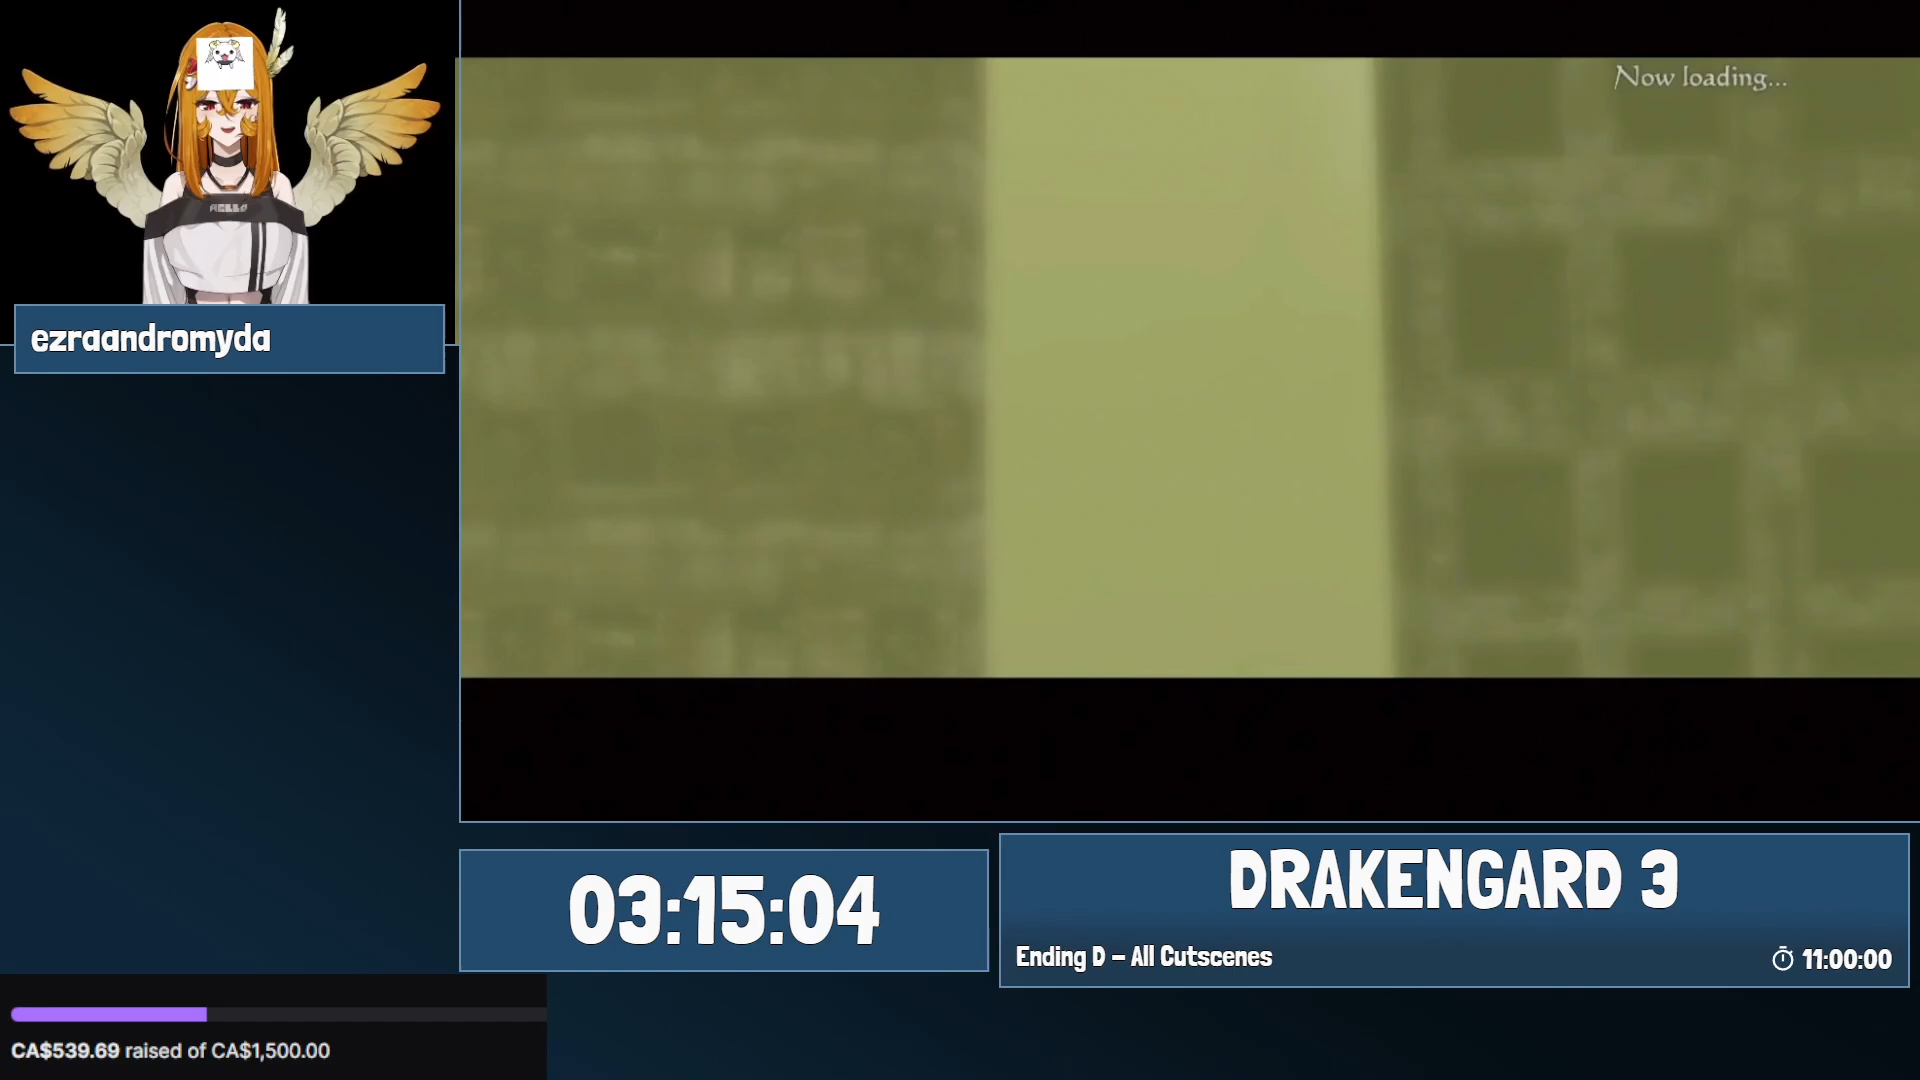 Now loading...
ezraandromyda
03:15:04
DRAKENGARD 3
Ending D – All Cutscenes
11:00:00
CA$539.69 raised of CA$1,500.00